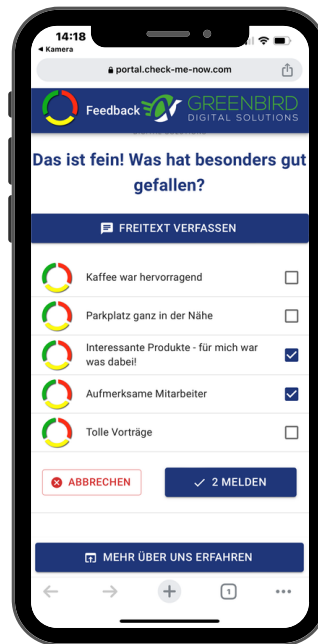 14:18
Kamera
portal.check-me-now.com
Feedback
GREENBIRD
DIGITAL SOLUTIONS
Das ist fein! Was hat besonders gut
gefallen?
FREITEXT VERFASSEN
Kaffee war hervorragend
Parkplatz ganz in der Nähe
Interessante Produkte - für mich war
was dabei!
Aufmerksame Mitarbeiter
Tolle Vorträge
ABBRECHEN
2 MELDEN
MEHR ÜBER UNS ERFAHREN
1